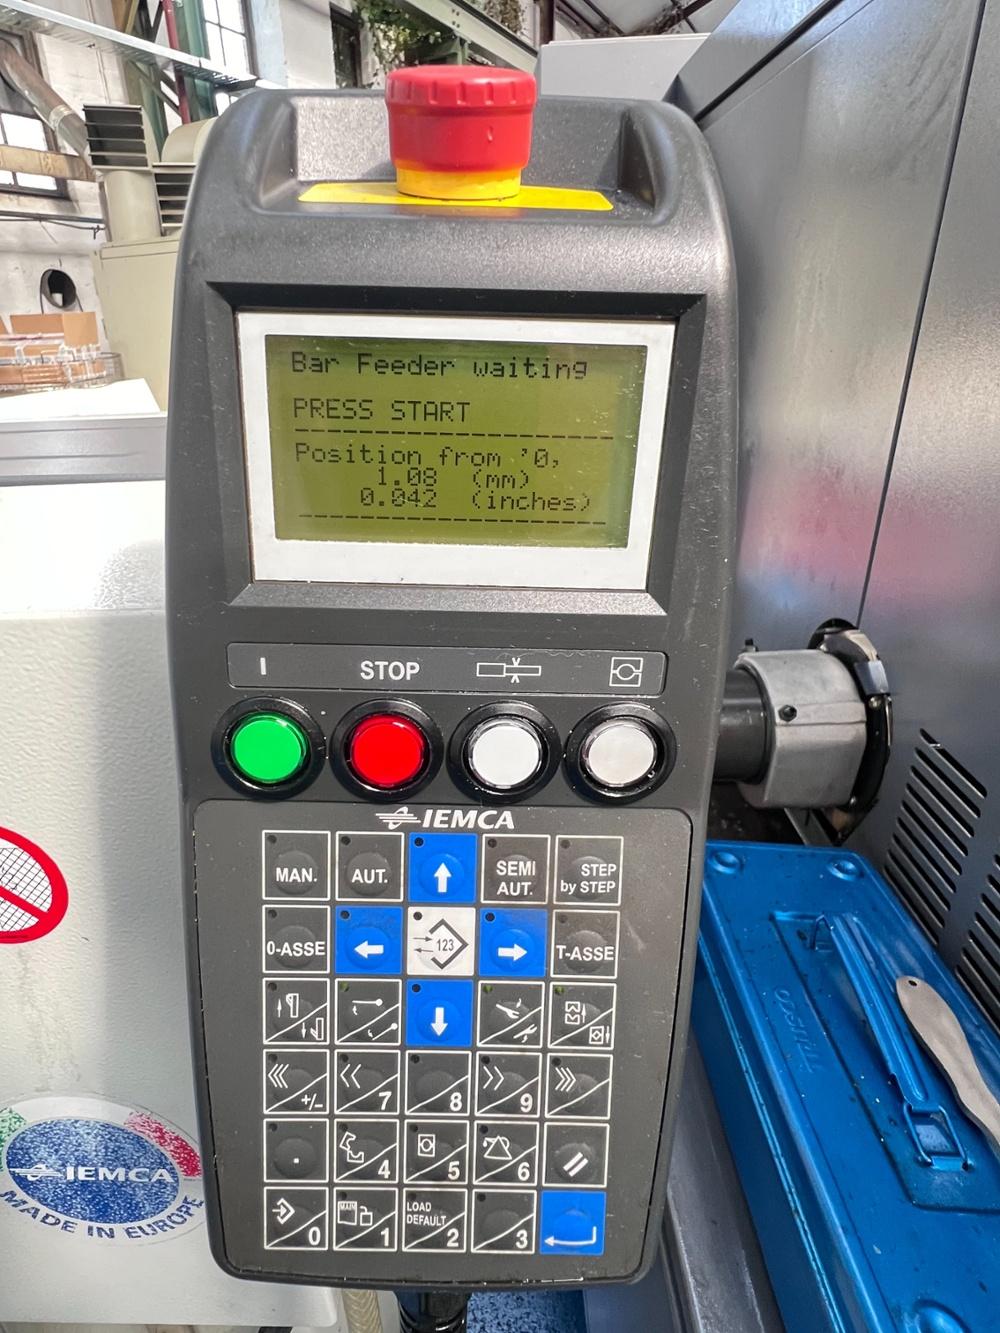 Bar Feeder waiting
PRESS START
Position from '0,
1.08 (mm)
0.042 (inches)
I STOP
IEMCA
MAN. AUT. SEMI AUT. STEP by STEP
0-ASSE 123 T-ASSE
+/- 7 8 9
. 4 5 6
0 MAIN 1 LOAD DEFAULT 2 3
IEMCA
MADE IN EUROPE
TRUSCO